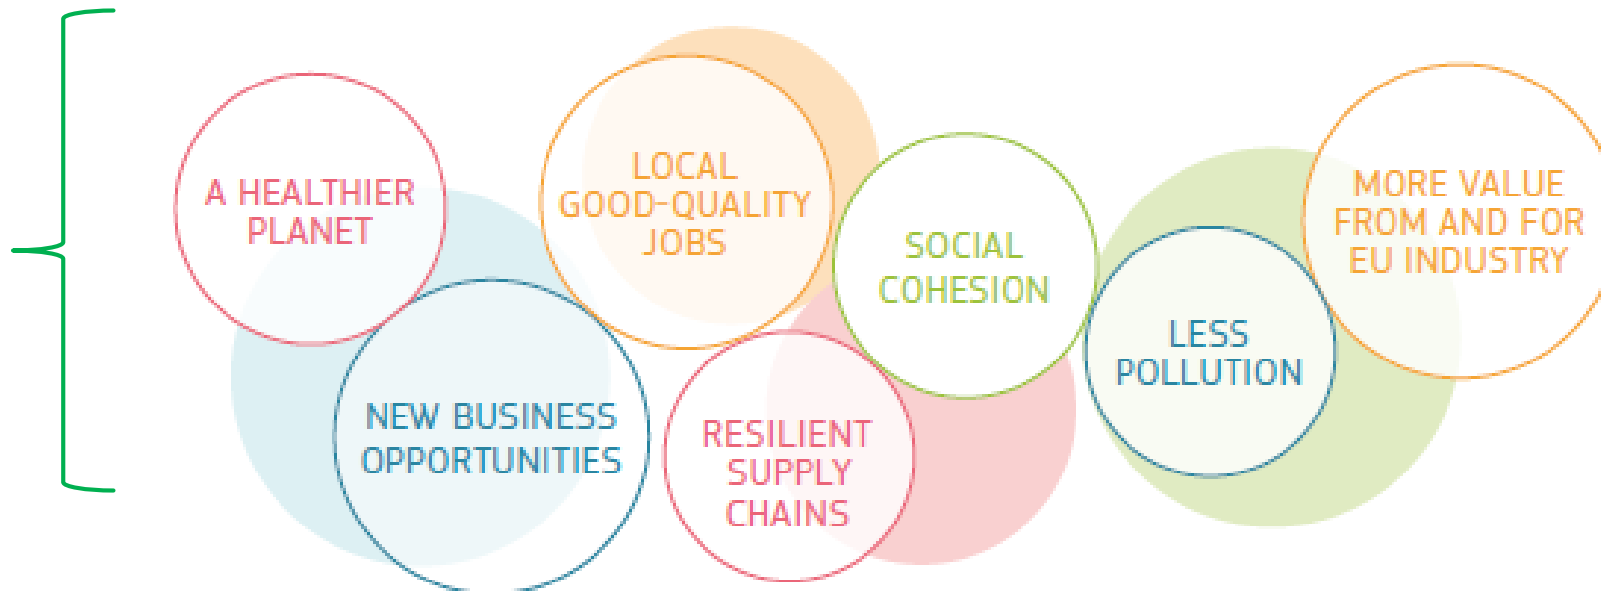 A HEALTHIER
PLANET
NEW BUSINESS
OPPORTUNITIES
LOCAL
GOOD-QUALITY
JOBS
RESILIENT
SUPPLY
CHAINS
SOCIAL
COHESION
LESS
POLLUTION
MORE VALUE
FROM AND FOR
EU INDUSTRY